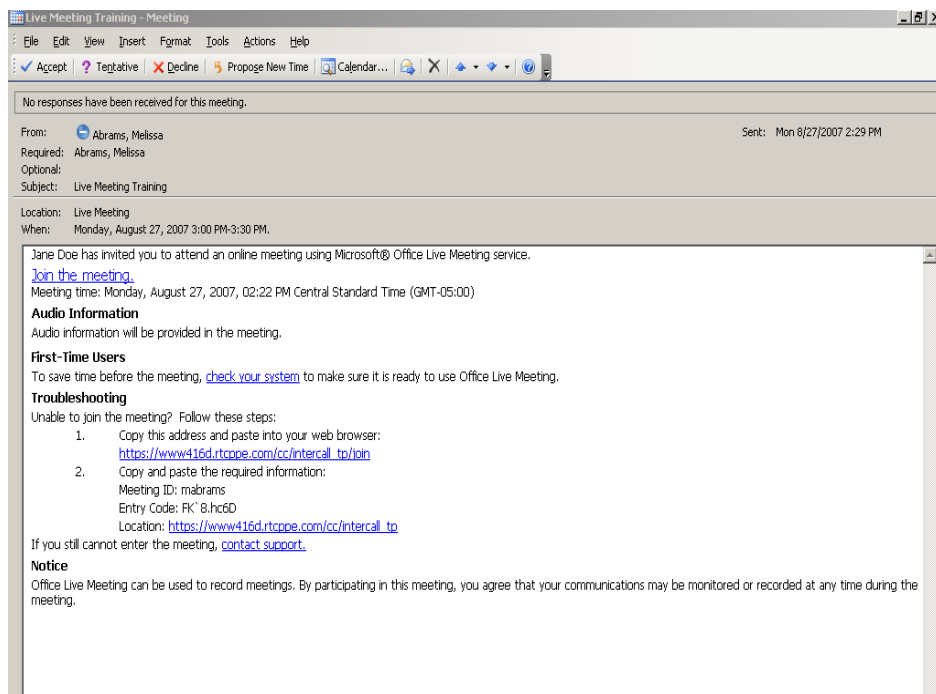 Live Meeting Training - Meeting
File Edit View Insert Format Tools Actions Help
Accept ? Tentative Decline Propose New Time Calendar...
No responses have been received for this meeting.
From: Abrams, Melissa Sent: Mon 8/27/2007 2:29 PM
Required: Abrams, Melissa
Optional:
Subject: Live Meeting Training
Location: Live Meeting
When: Monday, August 27, 2007 3:00 PM-3:30 PM.
Jane Doe has invited you to attend an online meeting using Microsoft® Office Live Meeting service.
Join the meeting.
Meeting time: Monday, August 27, 2007, 02:22 PM Central Standard Time (GMT-05:00)
Audio Information
Audio information will be provided in the meeting.
First-Time Users
To save time before the meeting, check your system to make sure it is ready to use Office Live Meeting.
Troubleshooting
Unable to join the meeting? Follow these steps:
1. Copy this address and paste into your web browser:
https://www416d.rtcppe.com/cc/intercall_tp/join
2. Copy and paste the required information:
Meeting ID: mabrams
Entry Code: FK`8.hc6D
Location: https://www416d.rtcppe.com/cc/intercall_tp
If you still cannot enter the meeting, contact support.
Notice
Office Live Meeting can be used to record meetings. By participating in this meeting, you agree that your communications may be monitored or recorded at any time during the
meeting.